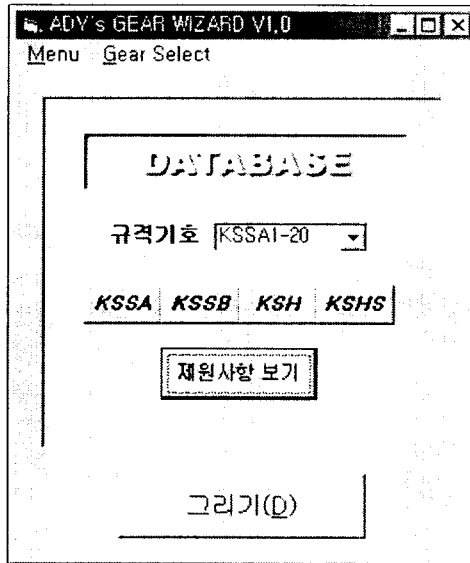 ADY's GEAR WIZARD V1.0
Menu Gear Select
DATABASE
규격기호 KSSA1-20
KSSA KSSB KSH KSHS
제원사항 보기
그리기(D)